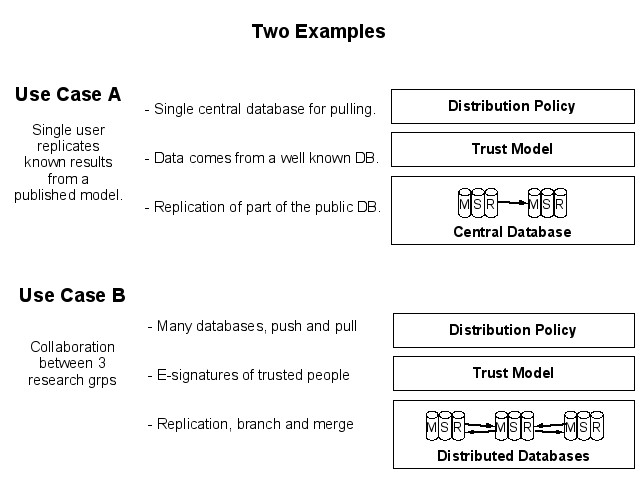 Two Examples
Use Case A
Single user
replicates
known results
from a
published model.
- Single central database for pulling.
- Data comes from a well known DB.
- Replication of part of the public DB.
Distribution Policy
Trust Model
M S R M S R
Central Database
Use Case B
Collaboration
between 3
research grps
- Many databases, push and pull
- E-signatures of trusted people
- Replication, branch and merge
Distribution Policy
Trust Model
M S R M S R M S R
Distributed Databases